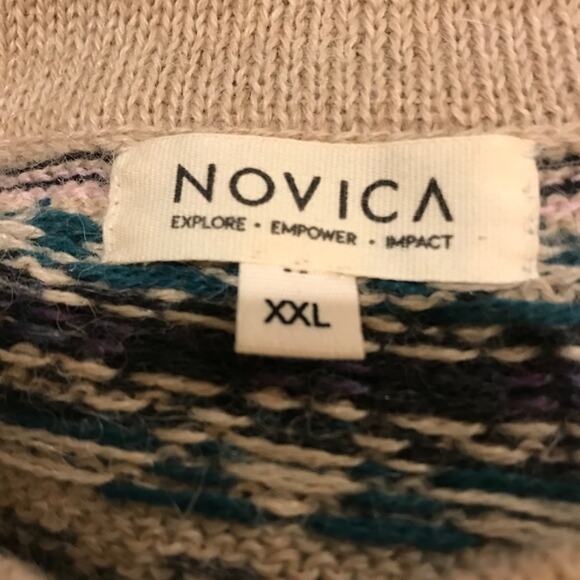 NOVICA
EXPLORE • EMPOWER • IMPACT
XXL